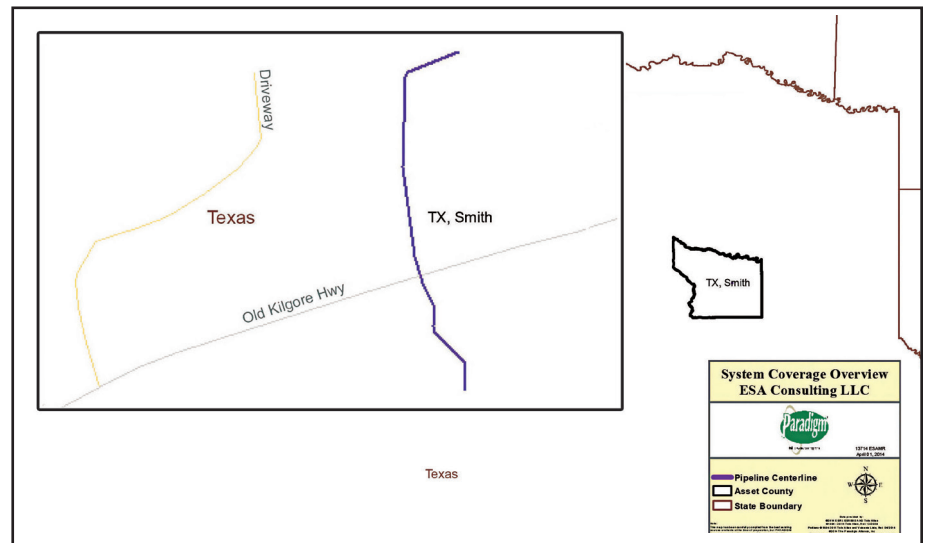 Driveway
Texas
TX, Smith
Old Kilgore Hwy
TX, Smith
Texas
System Coverage Overview
ESA Consulting LLC
Paradigm
April 21, 2014
N
W E
S
Pipeline Centerline
Asset County
State Boundary